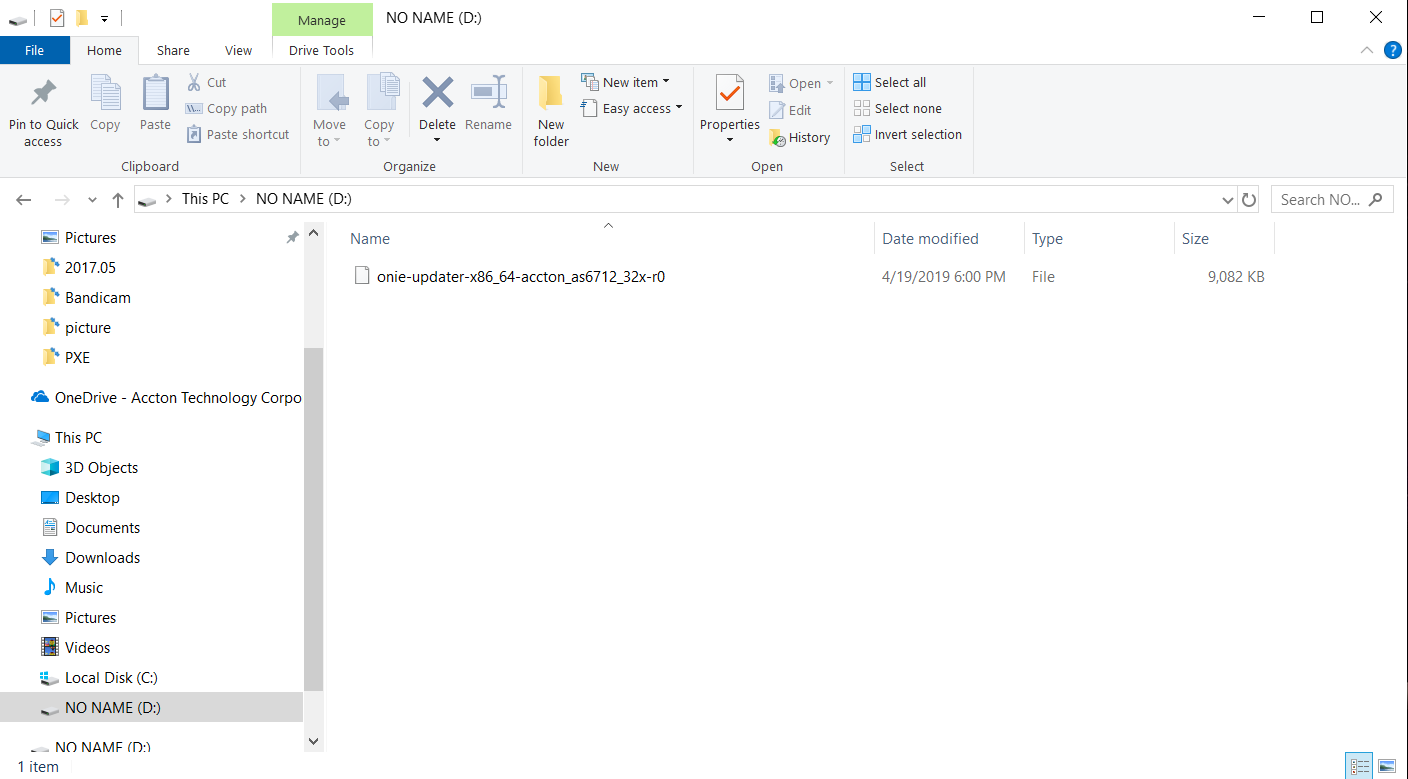 Manage
NO NAME (D:)
File
Home
Share
View
Drive Tools
Pin to Quick access
Copy
Paste
Cut
Copy path
Paste shortcut
Clipboard
Move to
Copy to
Delete
Rename
Organize
New folder
New item
Easy access
New
Properties
Open
Edit
History
Open
Select all
Select none
Invert selection
Select
This PC
NO NAME (D:)
Search NO...
Pictures
2017.05
Bandicam
picture
PXE
OneDrive - Accton Technology Corpo
This PC
3D Objects
Desktop
Documents
Downloads
Music
Pictures
Videos
Local Disk (C:)
NO NAME (D:)
NO NAME (D:)
Name
Date modified
Type
Size
onie-updater-x86_64-accton_as6712_32x-r0
4/19/2019 6:00 PM
File
9,082 KB
1 item